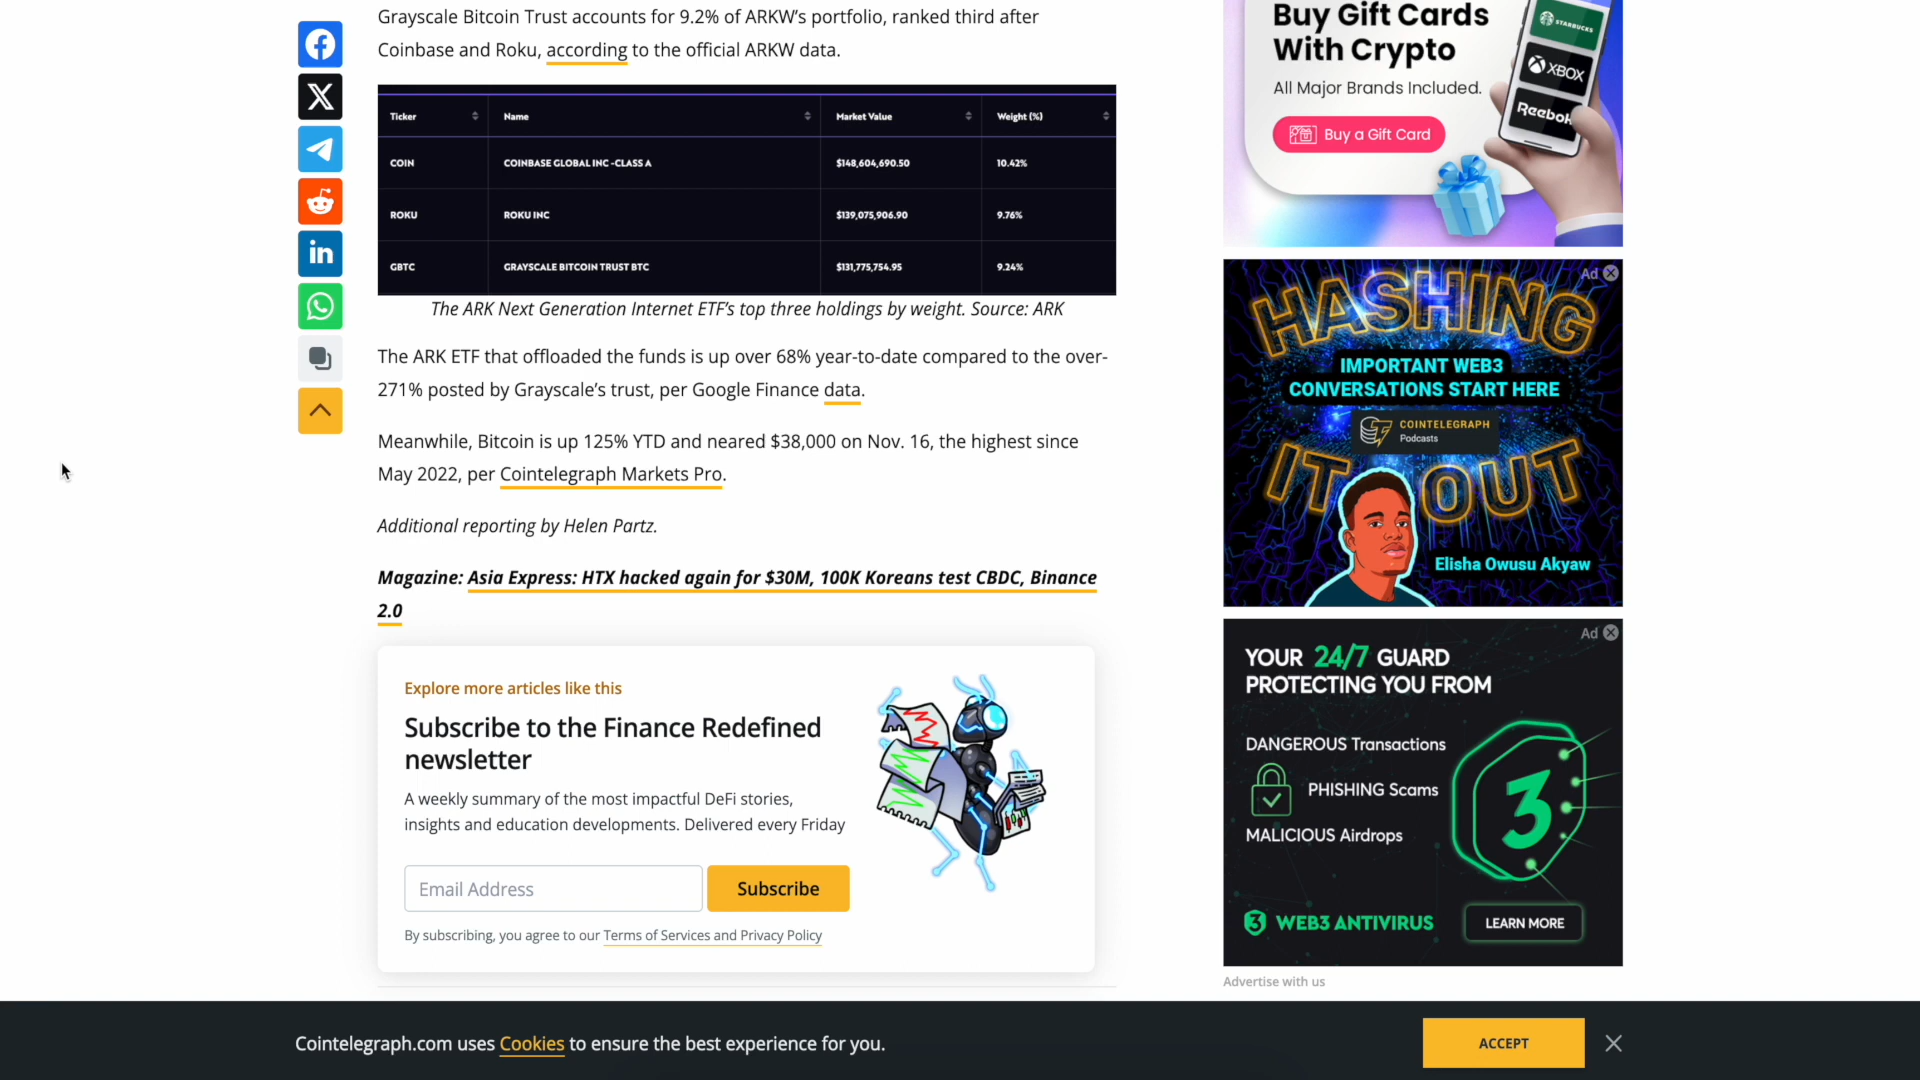 Grayscale Bitcoin Trust accounts for 9.2% of ARKW’s portfolio, ranked third after
Coinbase and Roku, according to the official ARKW data.
Ticker Name Market Value Weight (%)
COIN COINBASE GLOBAL INC -CLASS A $148,604,690.50 10.42%
ROKU ROKU INC $139,075,906.90 9.76%
GBTC GRAYSCALE BITCOIN TRUST BTC $131,775,754.95 9.24%
The ARK Next Generation Internet ETF’s top three holdings by weight. Source: ARK
The ARK ETF that offloaded the funds is up over 68% year-to-date compared to the over-
271% posted by Grayscale’s trust, per Google Finance data.
Meanwhile, Bitcoin is up 125% YTD and neared $38,000 on Nov. 16, the highest since
May 2022, per Cointelegraph Markets Pro.
Additional reporting by Helen Partz.
Magazine: Asia Express: HTX hacked again for $30M, 100K Koreans test CBDC, Binance
2.0
Explore more articles like this
Subscribe to the Finance Redefined
newsletter
A weekly summary of the most impactful DeFi stories,
insights and education developments. Delivered every Friday
Email Address
Subscribe
By subscribing, you agree to our Terms of Services and Privacy Policy
Buy Gift Cards
With Crypto
All Major Brands Included.
Buy a Gift Card
STARBUCKS
XBOX
Reebok
Ad
HASHING
IMPORTANT WEB3
CONVERSATIONS START HERE
COINTELEGRAPH
Podcasts
IT OUT
Elisha Owusu Akyaw
Ad
YOUR 24/7 GUARD
PROTECTING YOU FROM
DANGEROUS Transactions
PHISHING Scams
MALICIOUS Airdrops
3
3 WEB3 ANTIVIRUS
LEARN MORE
Advertise with us
Cointelegraph.com uses Cookies to ensure the best experience for you.
ACCEPT